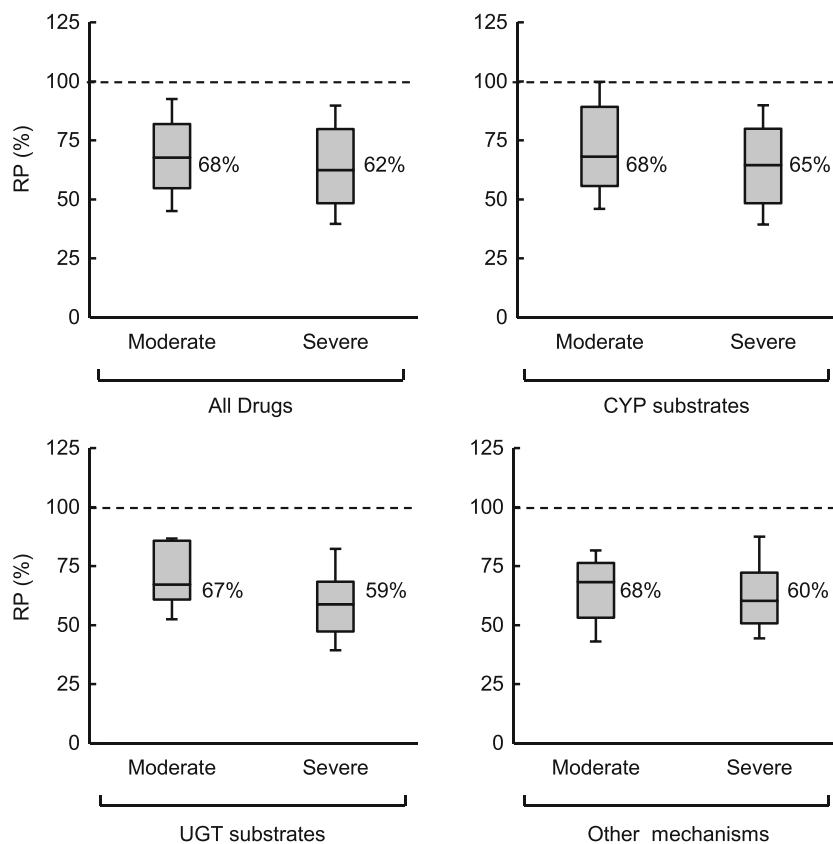 125
100
75
50
25
0
RP (%)
68%
62%
Moderate
Severe
All Drugs
125
100
75
50
25
0
68%
65%
Moderate
Severe
CYP substrates
125
100
75
50
25
0
RP (%)
67%
59%
Moderate
Severe
UGT substrates
125
100
75
50
25
0
68%
60%
Moderate
Severe
Other mechanisms